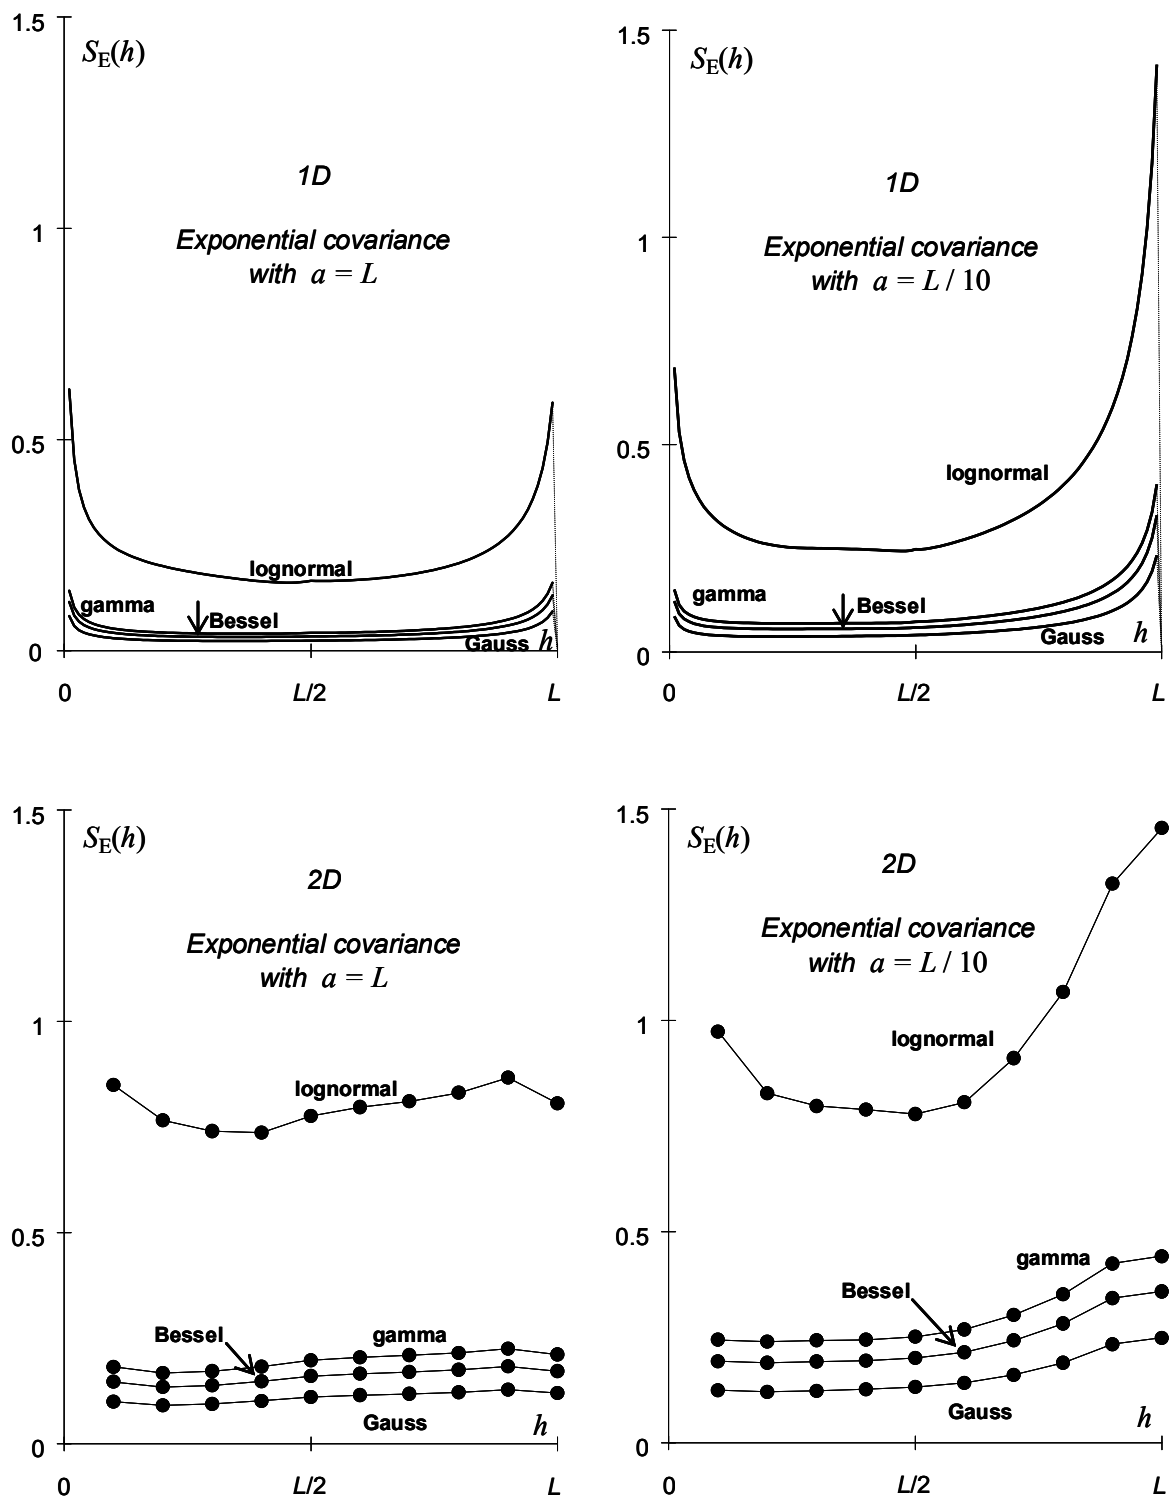 1.5
S_E(h)
1D
1
Exponential covariance
with a = L
0.5
lognormal
gamma
Bessel
Gauss h
0
0 L/2 L
1.5
S_E(h)
1D
1
Exponential covariance
with a = L / 10
0.5
lognormal
gamma
Bessel
Gauss h
0
0 L/2 L
1.5
S_E(h)
2D
Exponential covariance
with a = L
1
lognormal
0.5
Bessel gamma
Gauss h
0
0 L/2 L
1.5
S_E(h)
2D
Exponential covariance
with a = L / 10
1
lognormal
0.5
gamma
Bessel
Gauss h
0
0 L/2 L